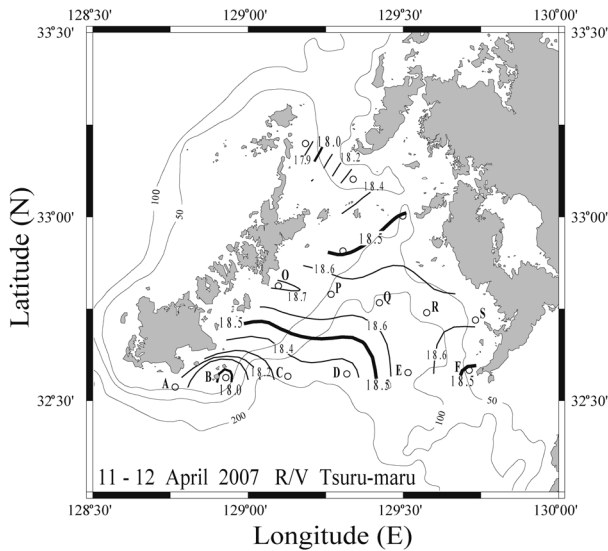 128°30' 129°00' 129°30' 130°00'
33°30' 33°30'
18.0
17.9
18.2
100
18.4
50
33°00' 33°00'
18.5
18.6
O
18.7
P
Q
R
S
18.5
18.6
18.4
18.6
18.2
A
B
C
D
E
F
18.0
18.5
18.5
32°30' 32°30'
50
100
200
11 - 12 April 2007 R/V Tsuru-maru
128°30' 129°00' 129°30' 130°00'
Longitude (E)
Latitude (N)